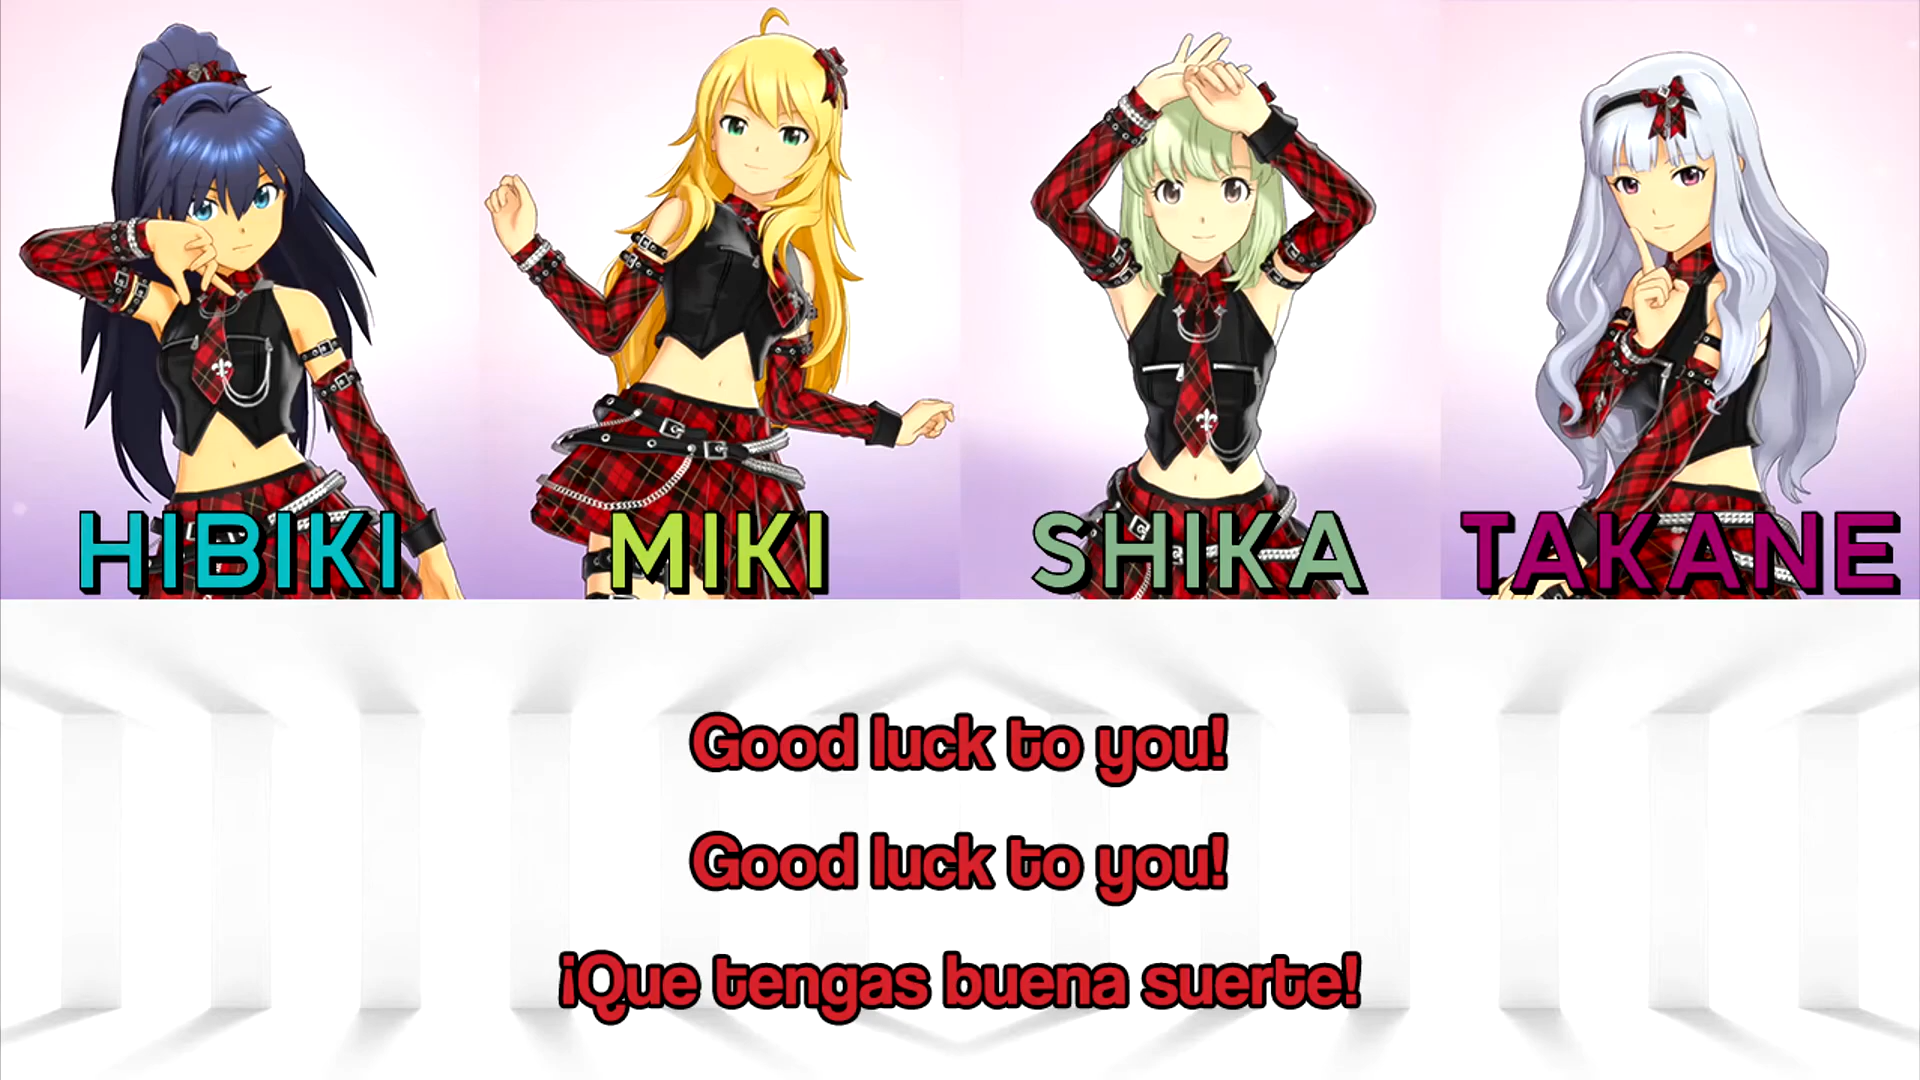 HIBIKI
MIKI
SHIKA
TAKANE
Good luck to you!
Good luck to you!
¡Que tengas buena suerte!